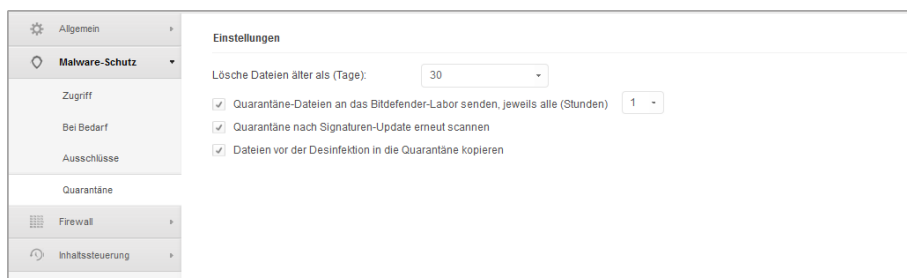 Allgemein
Malware-Schutz
Zugriff
Bei Bedarf
Ausschlüsse
Quarantäne
Firewall
Inhaltssteuerung
Einstellungen
Lösche Dateien älter als (Tage): 30
Quarantäne-Dateien an das Bitdefender-Labor senden, jeweils alle (Stunden) 1
Quarantäne nach Signaturen-Update erneut scannen
Dateien vor der Desinfektion in die Quarantäne kopieren